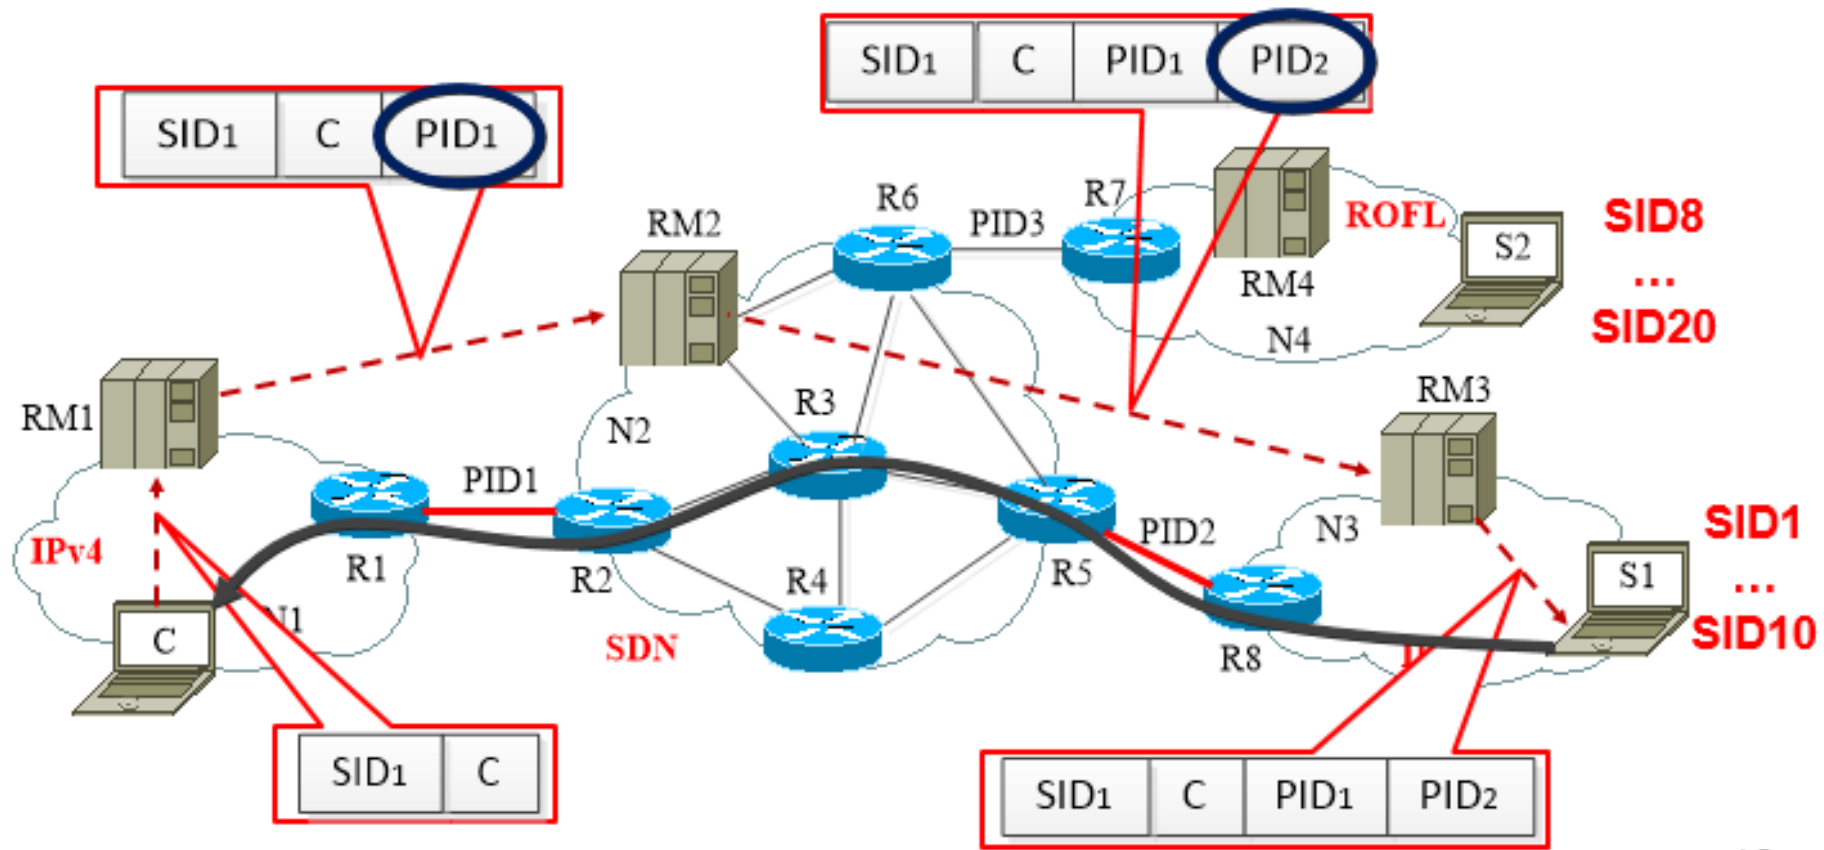 SID1 C PID1 PID2
SID1 C PID1
R6 PID3 R7
ROFL
SID8
RM2
S2
RM4
...
N4
SID20
RM1
R3
RM3
N2
PID1
PID2
N3
SID1
IPv4
R1
R2
R4
R5
S1
...
C
N1
SDN
R8
SID10
SID1 C
SID1 C PID1 PID2